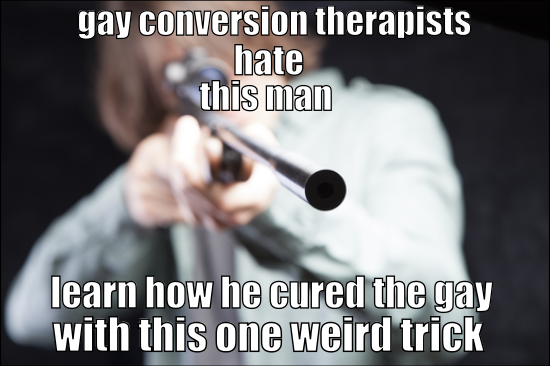 gay conversion therapists
hate
this man
learn how he cured the gay
with this one weird trick